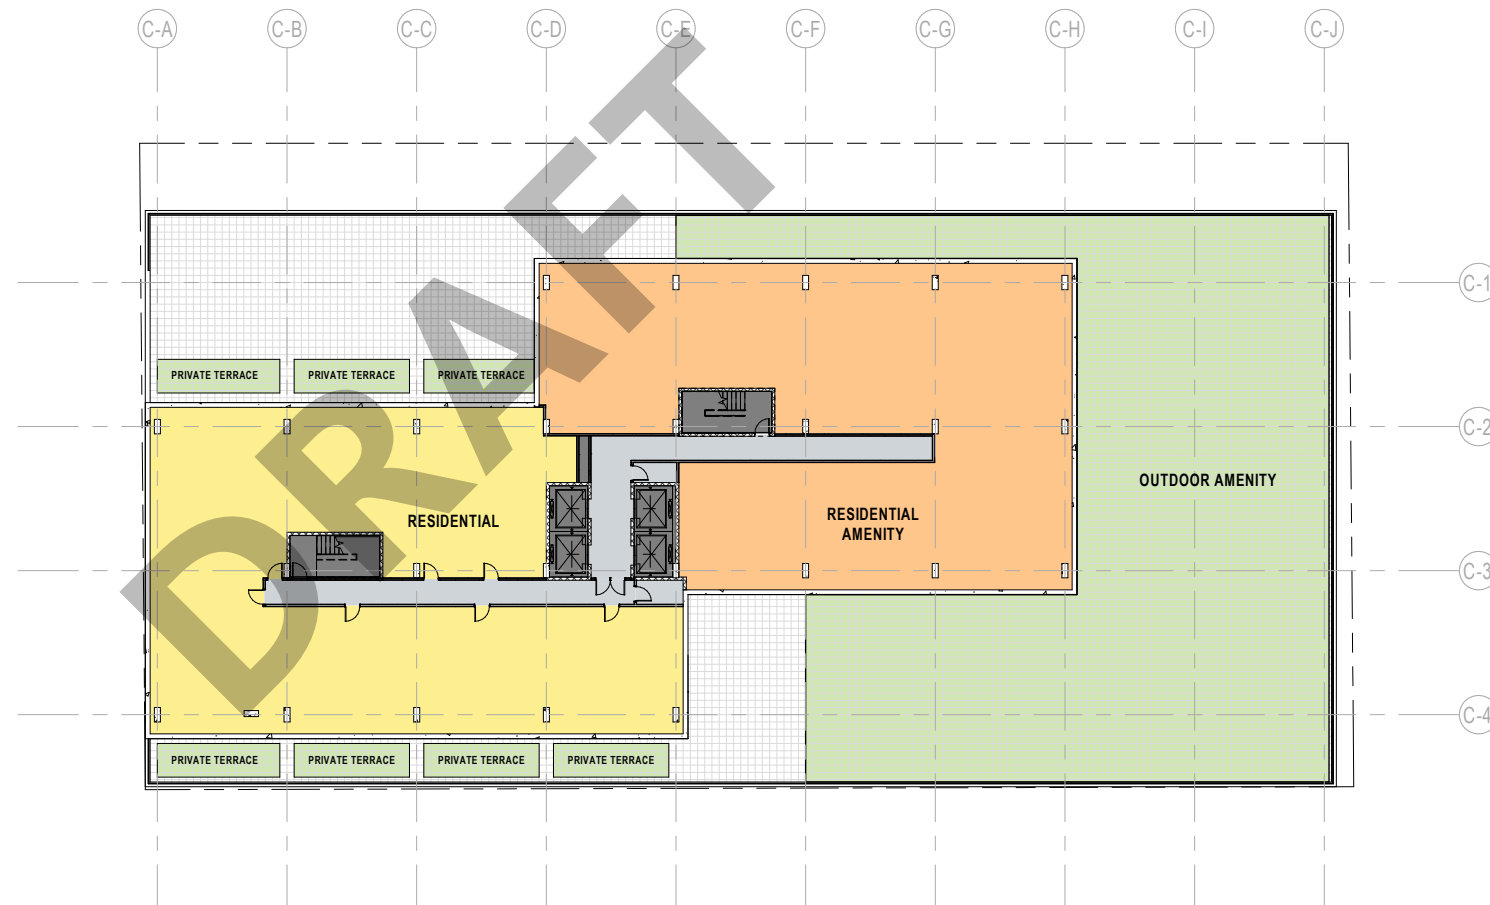 C-A
C-B
C-C
C-D
C-E
C-F
C-G
C-H
C-I
C-J
C-1
PRIVATE TERRACE
PRIVATE TERRACE
PRIVATE TERRACE
C-2
OUTDOOR AMENITY
RESIDENTIAL
RESIDENTIAL
AMENITY
C-3
C-4
PRIVATE TERRACE
PRIVATE TERRACE
PRIVATE TERRACE
PRIVATE TERRACE
DRAFT